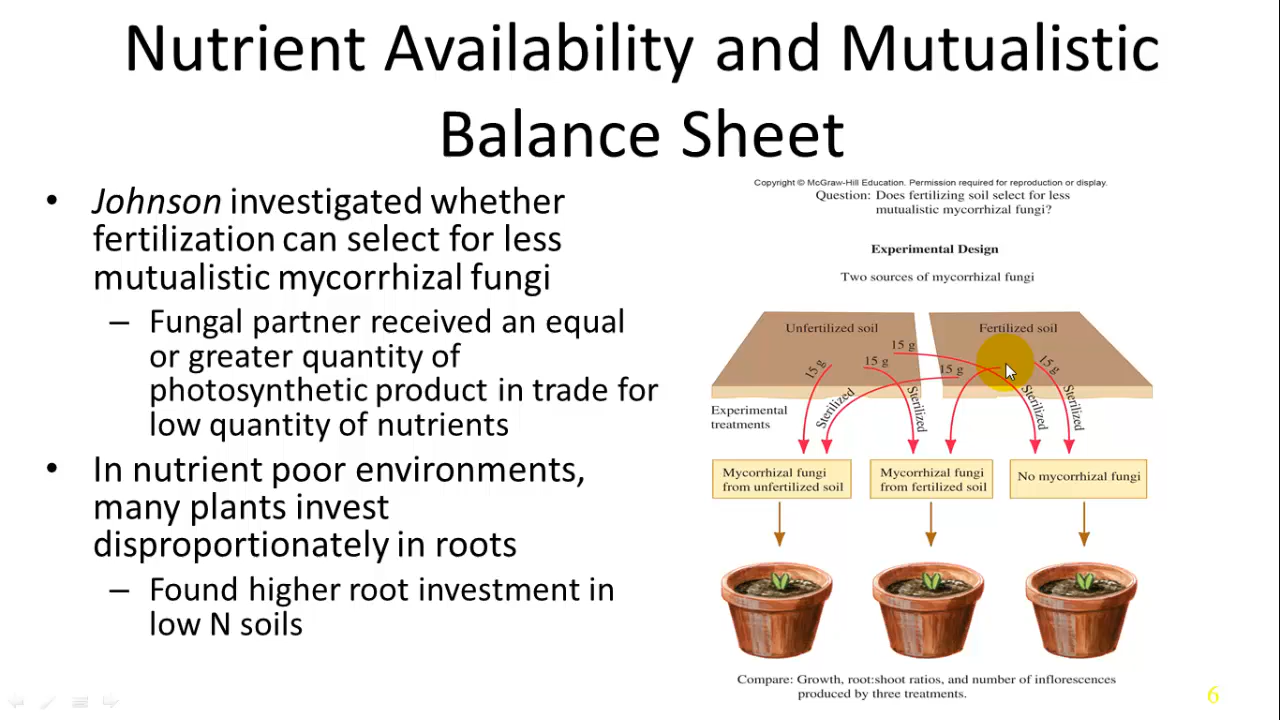 Nutrient Availability and Mutualistic
Balance Sheet
• Johnson investigated whether
fertilization can select for less
mutualistic mycorrhizal fungi
– Fungal partner received an equal
or greater quantity of
photosynthetic product in trade for
low quantity of nutrients
• In nutrient poor environments,
many plants invest
disproportionately in roots
– Found higher root investment in
low N soils
Copyright © McGraw-Hill Education. Permission required for reproduction or display.
Question: Does fertilizing soil select for less
mutualistic mycorrhizal fungi?
Experimental Design
Two sources of mycorrhizal fungi
Unfertilized soil
Fertilized soil
15 g
15 g
15 g
15 g
15 g
Sterilized
Sterilized
Sterilized
Sterilized
Experimental
treatments
Mycorrhizal fungi
from unfertilized soil
Mycorrhizal fungi
from fertilized soil
No mycorrhizal fungi
Compare: Growth, root:shoot ratios, and number of inflorescences
produced by three treatments.
6